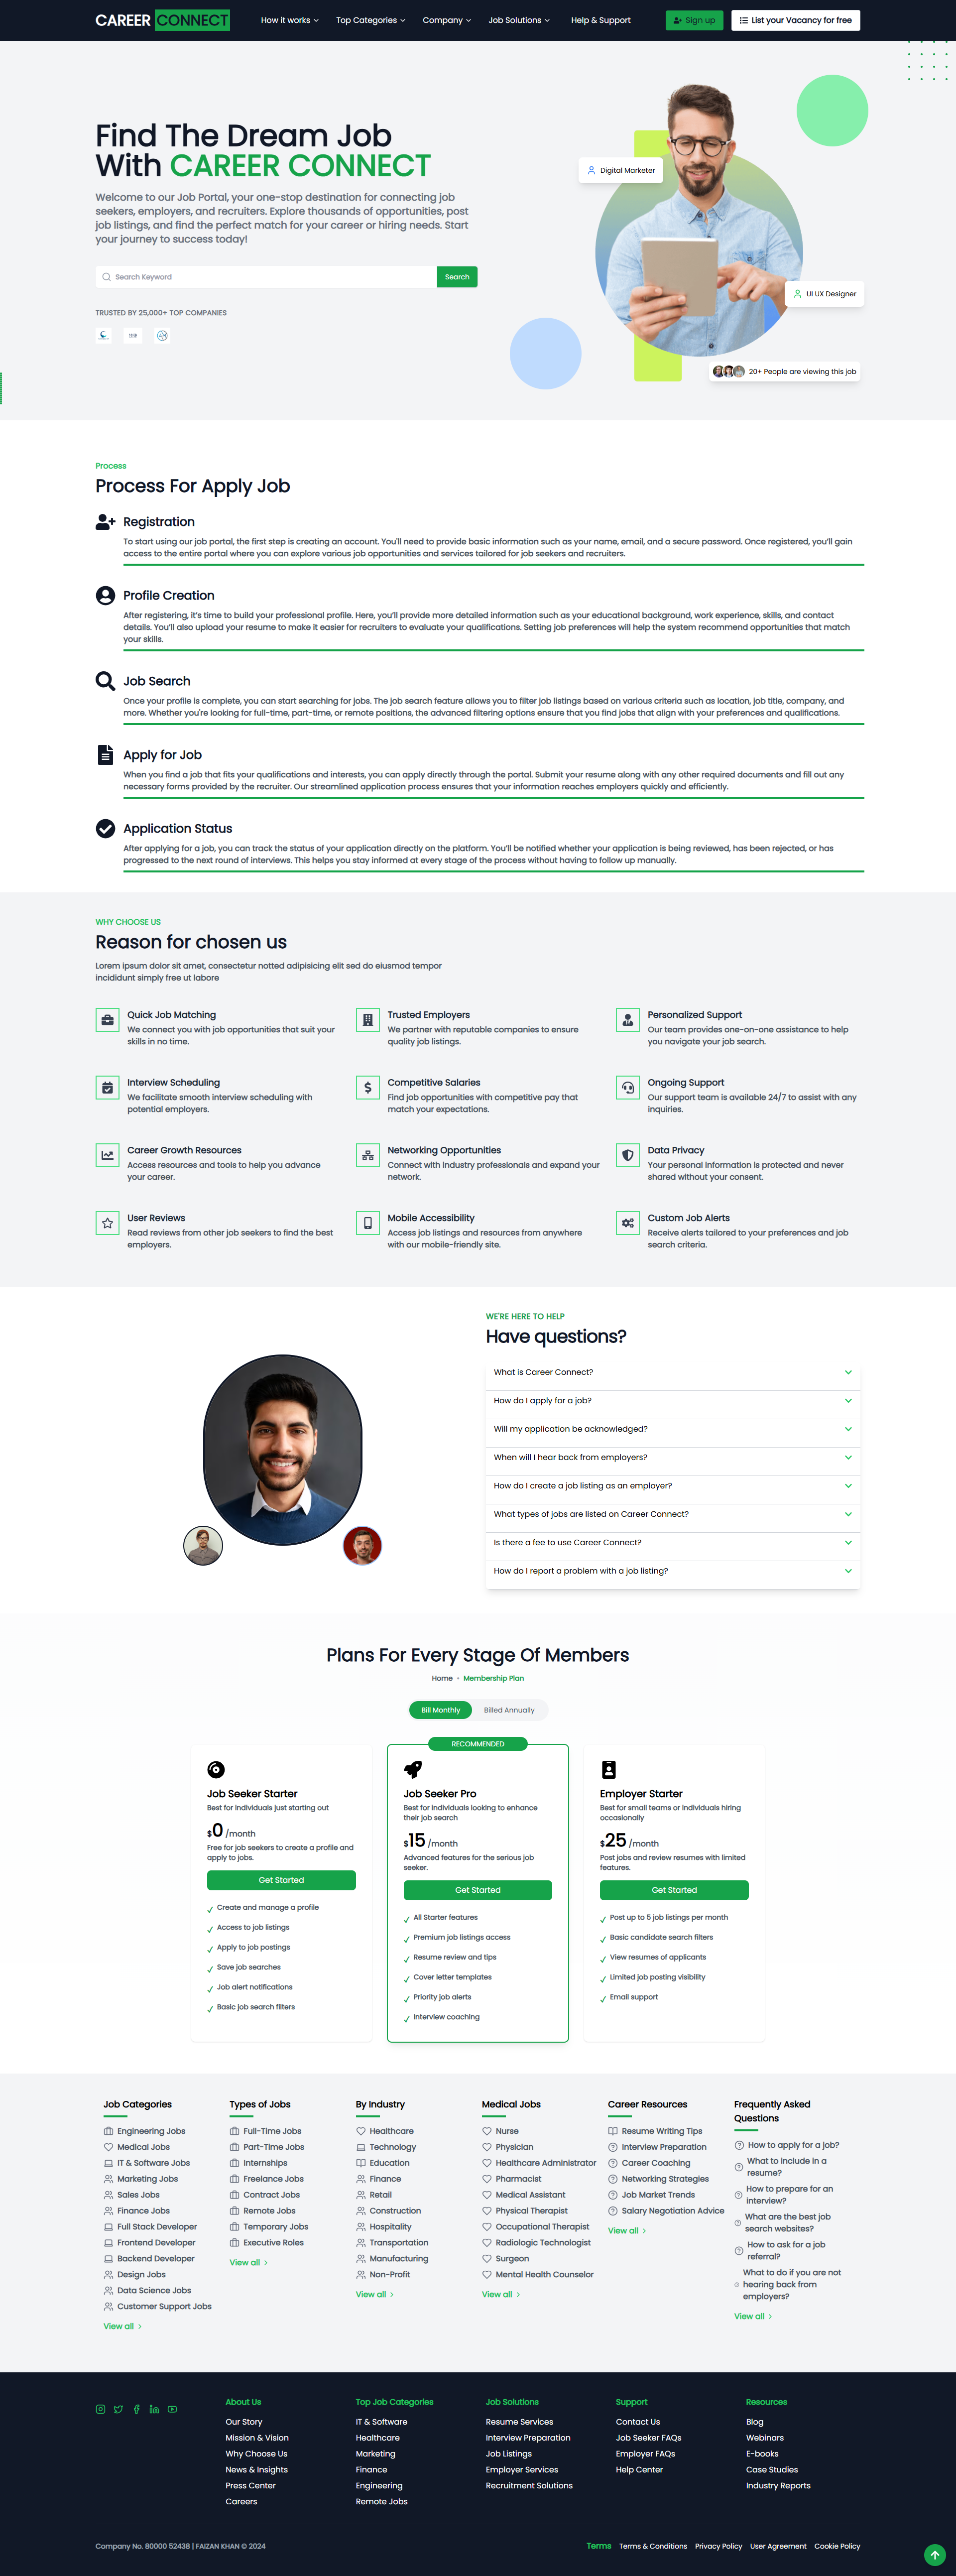 CAREER CONNECT
How it works
Top Categories
Company
Job Solutions
Help & Support
Sign up
List your Vacancy for free
Find The Dream Job
With CAREER CONNECT
Welcome to our Job Portal, your one-stop destination for connecting job
seekers, employers, and recruiters. Explore thousands of opportunities, post
job listings, and find the perfect match for your career or hiring needs. Start
your journey to success today!
Search Keyword
Search
TRUSTED BY 25,000+ TOP COMPANIES
Digital Marketer
UI UX Designer
20+ People are viewing this job
Process
Process For Apply Job
Registration
To start using our job portal, the first step is creating an account. You'll need to provide basic information such as your name, email, and a secure password. Once registered, you'll gain
access to the entire portal where you can explore various job opportunities and services tailored for job seekers and recruiters.
Profile Creation
After registering, it's time to build your professional profile. Here, you'll provide more detailed information such as your educational background, work experience, skills, and contact
details. You'll also upload your resume to make it easier for recruiters to evaluate your qualifications. Setting job preferences will help the system recommend opportunities that match
your skills.
Job Search
Once your profile is complete, you can start searching for jobs. The job search feature allows you to filter job listings based on various criteria such as location, job title, company, and
more. Whether you're looking for full-time, part-time, or remote positions, the advanced filtering options ensure that you find jobs that align with your preferences and qualifications.
Apply for Job
When you find a job that fits your qualifications and interests, you can apply directly through the portal. Submit your resume along with any other required documents and fill out any
necessary forms provided by the recruiter. Our streamlined application process ensures that your information reaches employers quickly and efficiently.
Application Status
After applying for a job, you can track the status of your application directly on the platform. You'll be notified whether your application is being reviewed, has been rejected, or has
progressed to the next round of interviews. This helps you stay informed at every stage of the process without having to follow up manually.
WHY CHOOSE US
Reason for chosen us
Lorem ipsum dolor sit amet, consectetur notted adipisicing elit sed do eiusmod tempor
incididunt simply free ut labore
Quick Job Matching
We connect you with job opportunities that suit your
skills in no time.
Trusted Employers
We partner with reputable companies to ensure
quality job listings.
Personalized Support
Our team provides one-on-one assistance to help
you navigate your job search.
Interview Scheduling
We facilitate smooth interview scheduling with
potential employers.
Competitive Salaries
Find job opportunities with competitive pay that
match your expectations.
Ongoing Support
Our support team is available 24/7 to assist with any
inquiries.
Career Growth Resources
Access resources and tools to help you advance
your career.
Networking Opportunities
Connect with industry professionals and expand your
network.
Data Privacy
Your personal information is protected and never
shared without your consent.
User Reviews
Read reviews from other job seekers to find the best
employers.
Mobile Accessibility
Access job listings and resources from anywhere
with our mobile-friendly site.
Custom Job Alerts
Receive alerts tailored to your preferences and job
search criteria.
WE'RE HERE TO HELP
Have questions?
What is Career Connect?
How do I apply for a job?
Will my application be acknowledged?
When will I hear back from employers?
How do I create a job listing as an employer?
What types of jobs are listed on Career Connect?
Is there a fee to use Career Connect?
How do I report a problem with a job listing?
Plans For Every Stage Of Members
Home • Membership Plan
Bill Monthly
Billed Annually
Job Seeker Starter
Best for individuals just starting out
$0 /month
Free for job seekers to create a profile and
apply to jobs.
Get Started
Create and manage a profile
Access to job listings
Apply to job postings
Save job searches
Job alert notifications
Basic job search filters
RECOMMENDED
Job Seeker Pro
Best for individuals looking to enhance
their job search
$15 /month
Advanced features for the serious job
seeker.
Get Started
All Starter features
Premium job listings access
Resume review and tips
Cover letter templates
Priority job alerts
Interview coaching
Employer Starter
Best for small teams or individuals hiring
occasionally
$25 /month
Post jobs and review resumes with limited
features.
Get Started
Post up to 5 job listings per month
Basic candidate search filters
View resumes of applicants
Limited job posting visibility
Email support
Job Categories
Engineering Jobs
Medical Jobs
IT & Software Jobs
Marketing Jobs
Sales Jobs
Finance Jobs
Full Stack Developer
Frontend Developer
Backend Developer
Design Jobs
Data Science Jobs
Customer Support Jobs
View all
Types of Jobs
Full-Time Jobs
Part-Time Jobs
Internships
Freelance Jobs
Contract Jobs
Remote Jobs
Temporary Jobs
Executive Roles
View all
By Industry
Healthcare
Technology
Education
Finance
Retail
Construction
Hospitality
Transportation
Manufacturing
Non-Profit
View all
Medical Jobs
Nurse
Physician
Healthcare Administrator
Pharmacist
Medical Assistant
Physical Therapist
Occupational Therapist
Radiologic Technologist
Surgeon
Mental Health Counselor
View all
Career Resources
Resume Writing Tips
Interview Preparation
Career Coaching
Networking Strategies
Job Market Trends
Salary Negotiation Advice
View all
Frequently Asked
Questions
How to apply for a job?
What to include in a
resume?
How to prepare for an
interview?
What are the best job
search websites?
How to ask for a job
referral?
What to do if you are not
hearing back from
employers?
View all
About Us
Our Story
Mission & Vision
Why Choose Us
News & Insights
Press Center
Careers
Top Job Categories
IT & Software
Healthcare
Marketing
Finance
Engineering
Remote Jobs
Job Solutions
Resume Services
Interview Preparation
Job Listings
Employer Services
Recruitment Solutions
Support
Contact Us
Job Seeker FAQs
Employer FAQs
Help Center
Resources
Blog
Webinars
E-books
Case Studies
Industry Reports
Company No. 80000 52438 | FAIZAN KHAN © 2024
Terms
Terms & Conditions
Privacy Policy
User Agreement
Cookie Policy